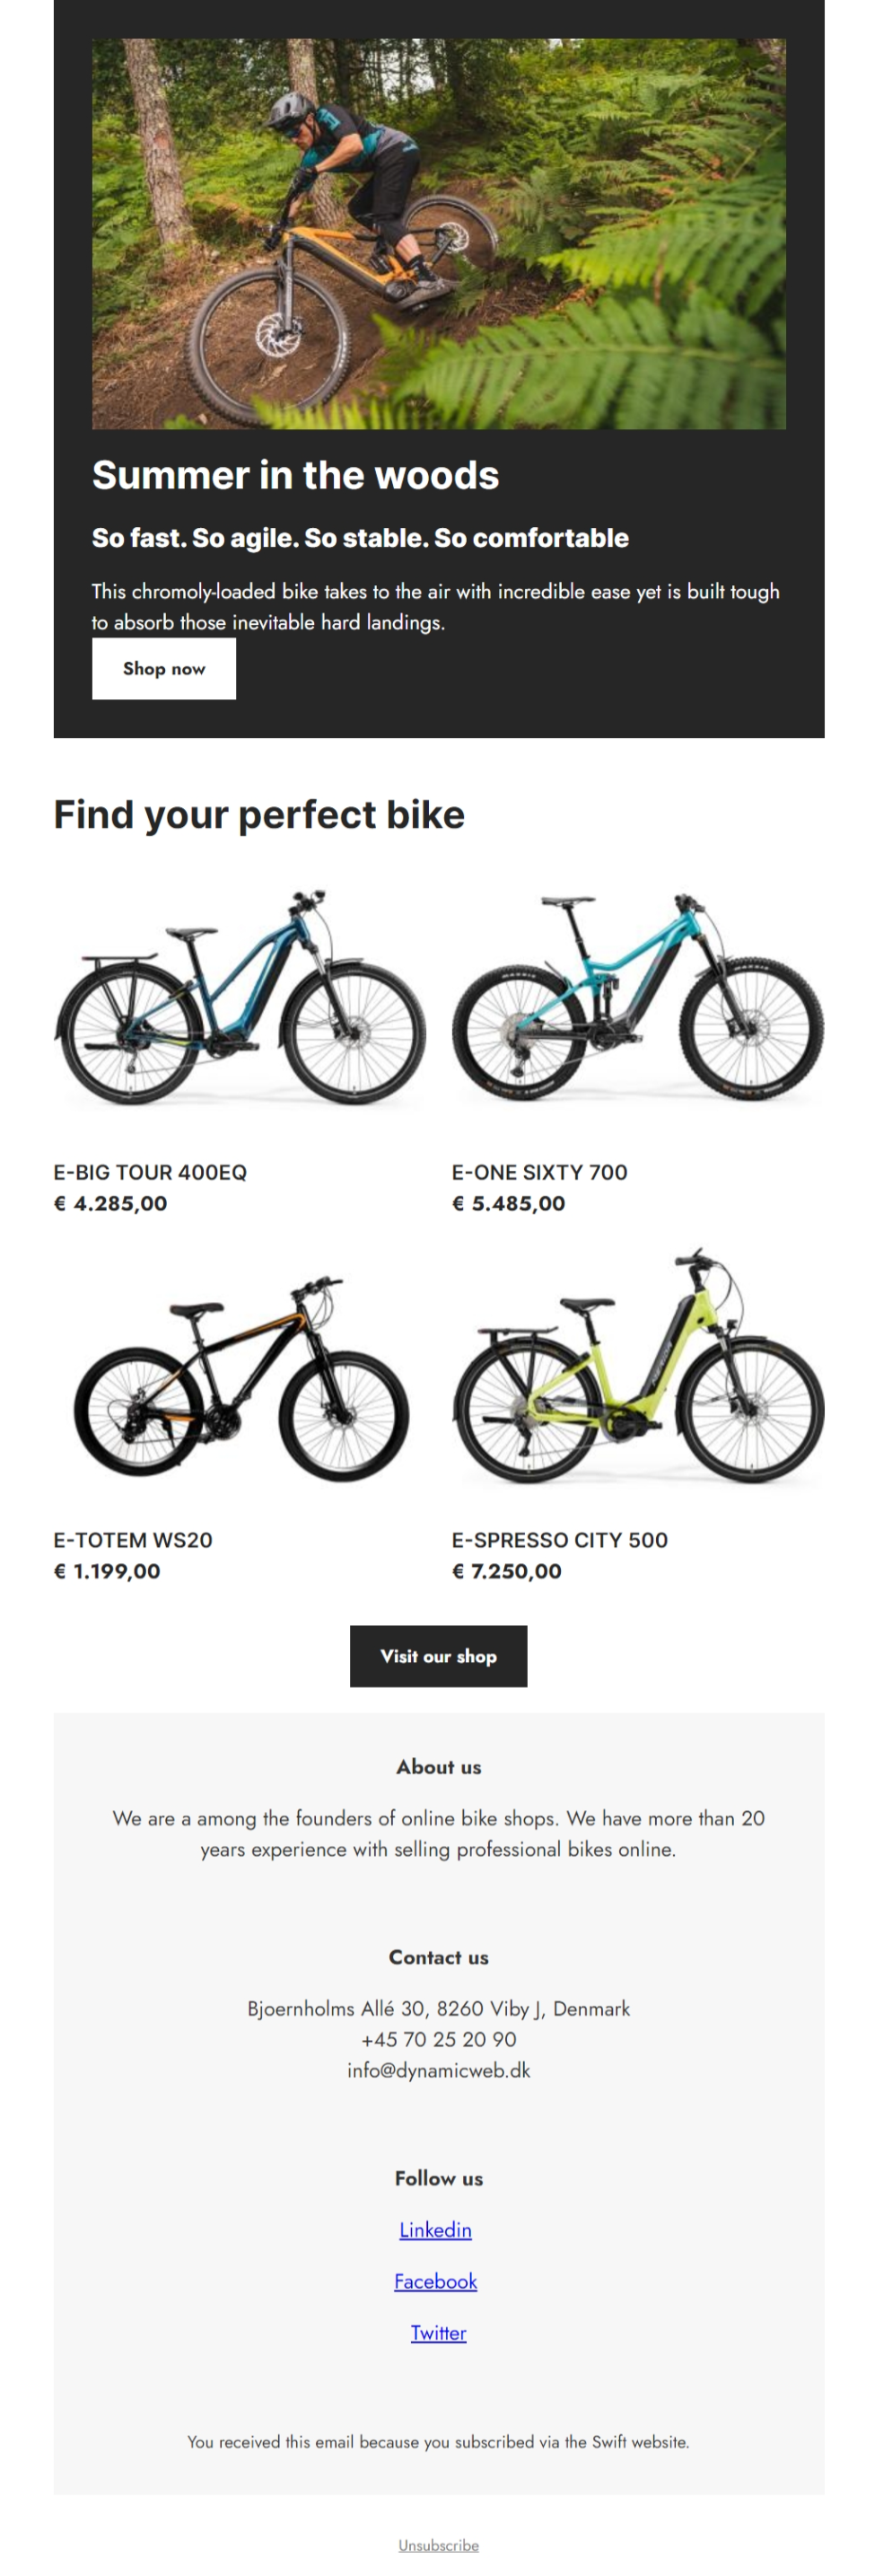 Summer in the woods
So fast. So agile. So stable. So comfortable
This chromoly-loaded bike takes to the air with incredible ease yet is built tough
to absorb those inevitable hard landings.
Shop now
Find your perfect bike
E-BIG TOUR 400EQ
€ 4.285,00
E-ONE SIXTY 700
€ 5.485,00
E-TOTEM WS20
€ 1.199,00
E-SPRESSO CITY 500
€ 7.250,00
Visit our shop
About us
We are a among the founders of online bike shops. We have more than 20
years experience with selling professional bikes online.
Contact us
Bjoernholms Allé 30, 8260 Viby J, Denmark
+45 70 25 20 90
info@dynamicweb.dk
Follow us
Linkedin
Facebook
Twitter
You received this email because you subscribed via the Swift website.
Unsubscribe